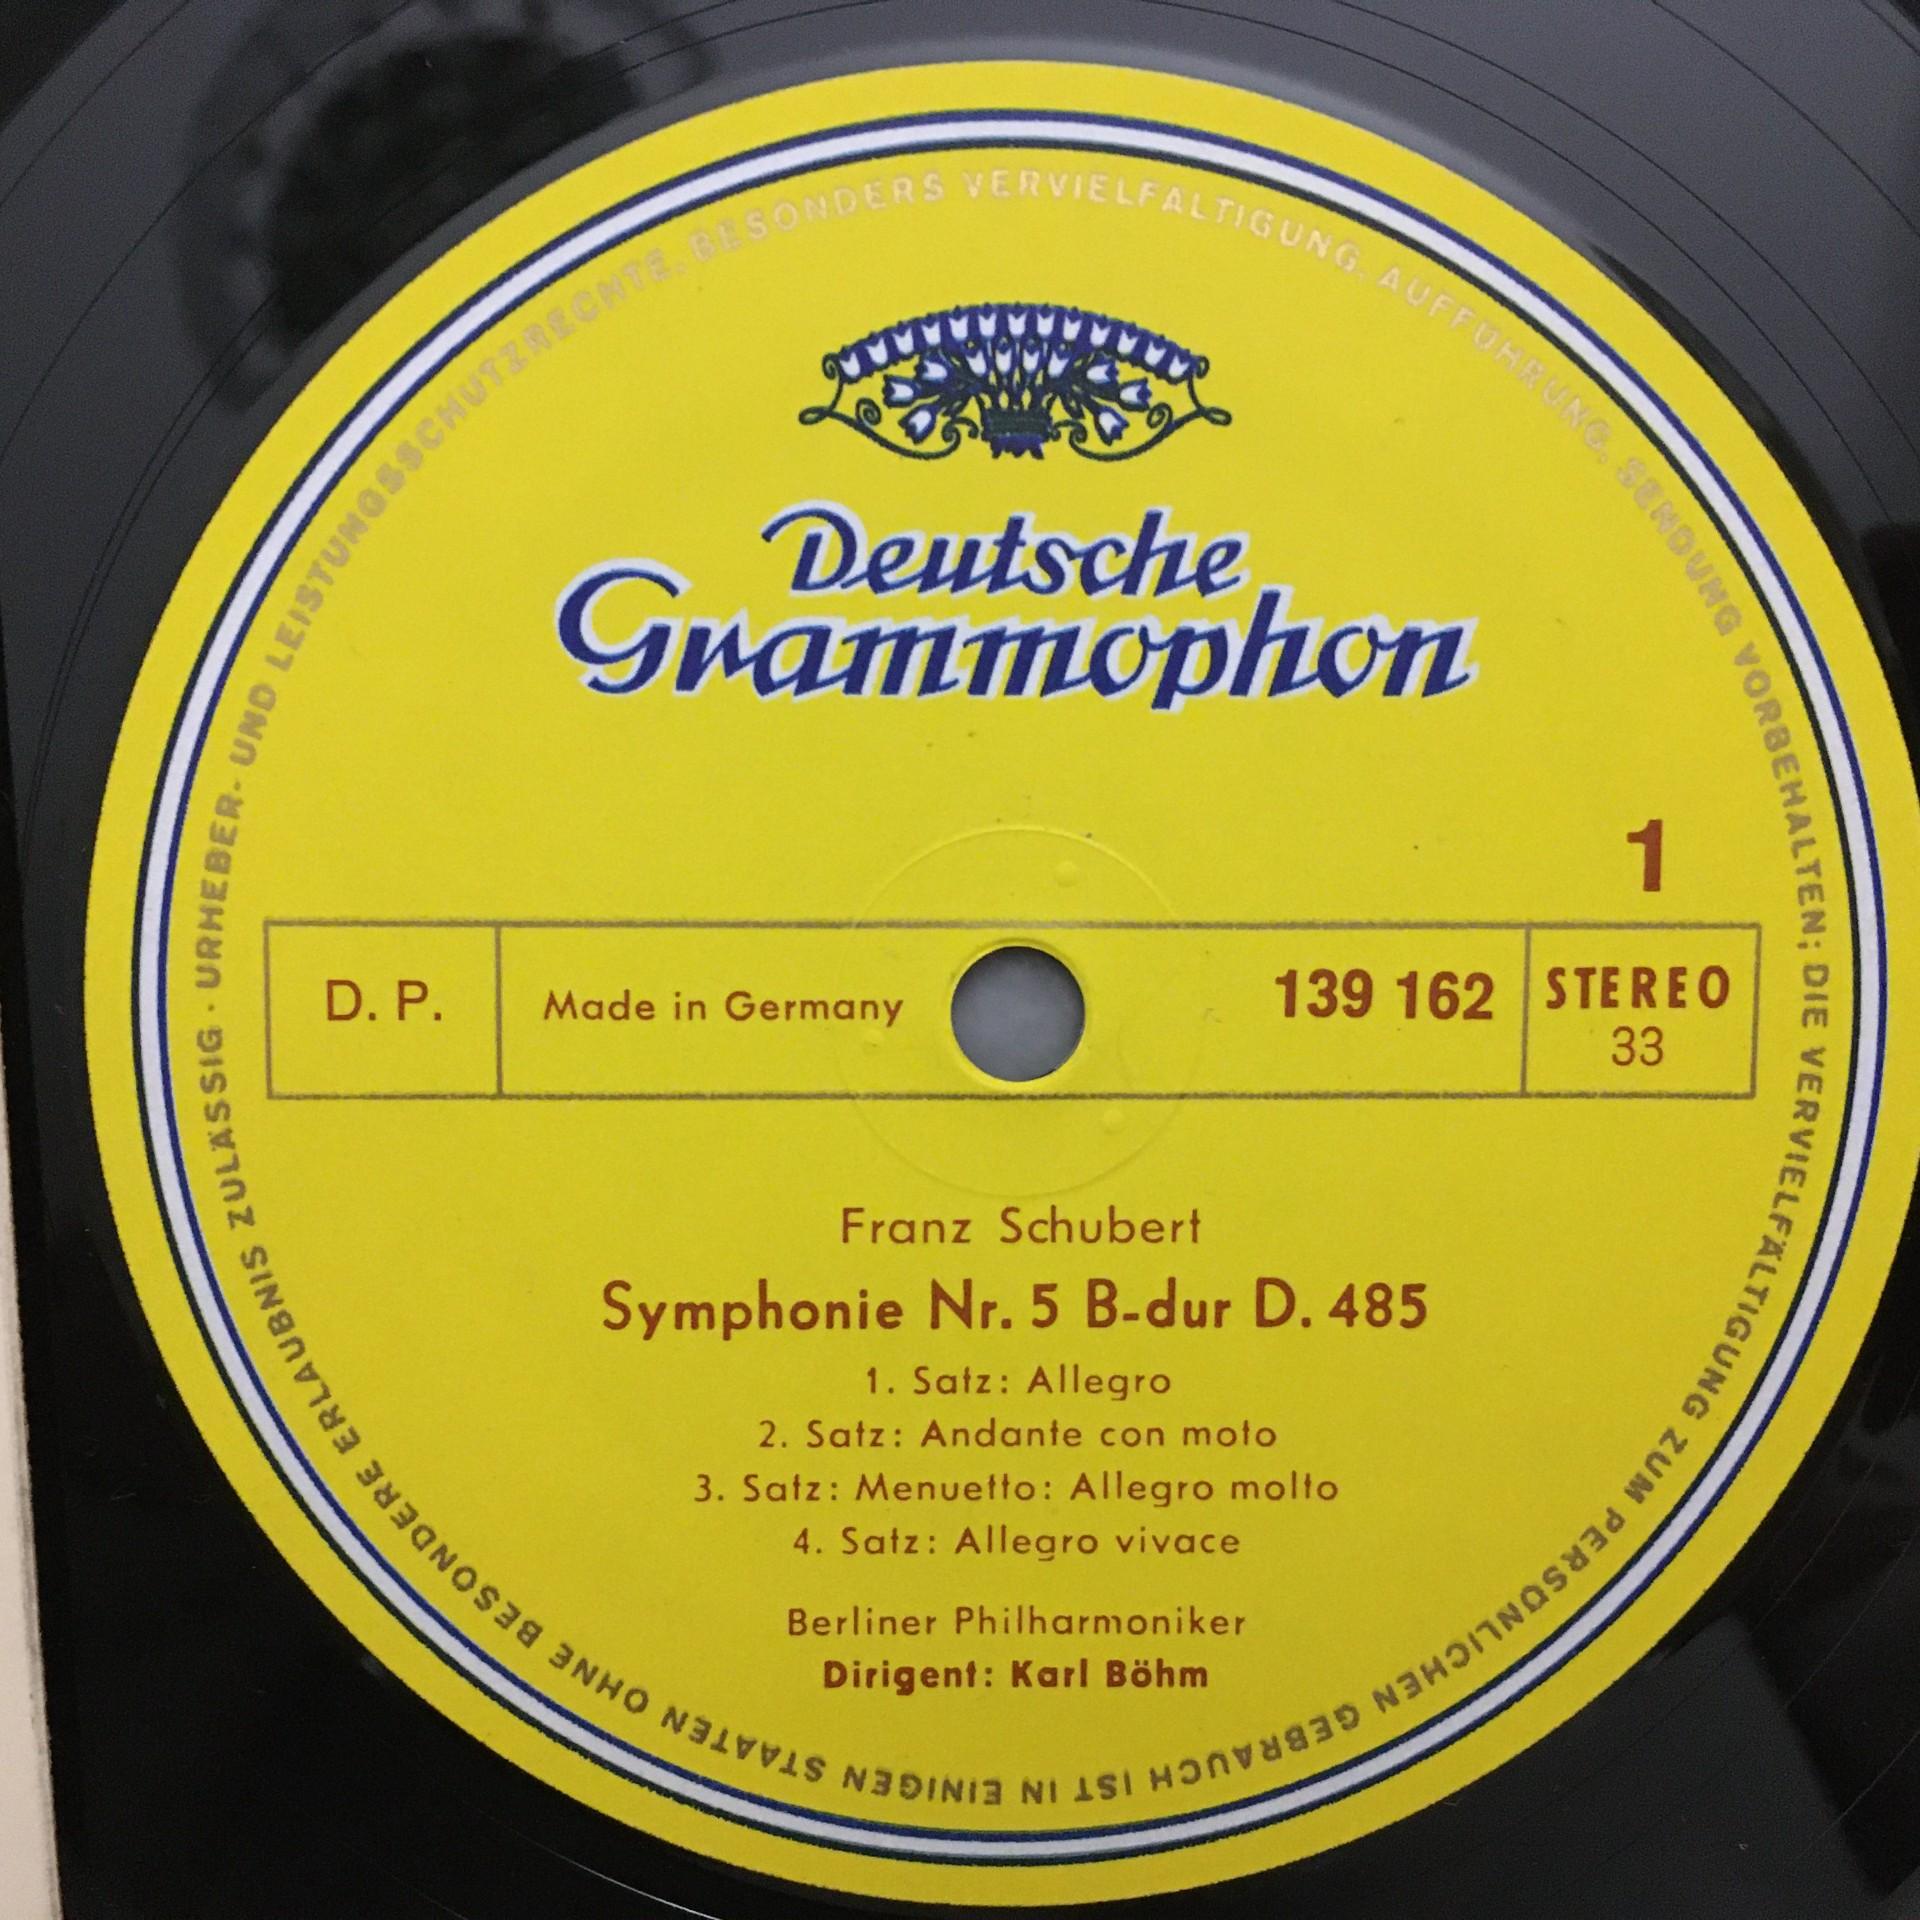 URHEBER- UND LEISTUNGSSCHUTZRECHTE, BESONDERS VERVIELFÄLTIGUNG, AUFFÜHRUNG, SENDUNG VORBEHALTEN; DIE VERVIELFÄLTIGUNG ZUM PERSÖNLICHEN GEBRAUCH IST IN EINIGEN STAATEN OHNE BESONDERE ERLAUBNIS ZULÄSSIG ·
Deutsche
Grammophon
1
D. P. Made in Germany 139 162 STEREO
33
Franz Schubert
Symphonie Nr. 5 B-dur D. 485
1. Satz: Allegro
2. Satz: Andante con moto
3. Satz: Menuetto: Allegro molto
4. Satz: Allegro vivace
Berliner Philharmoniker
Dirigent: Karl Böhm